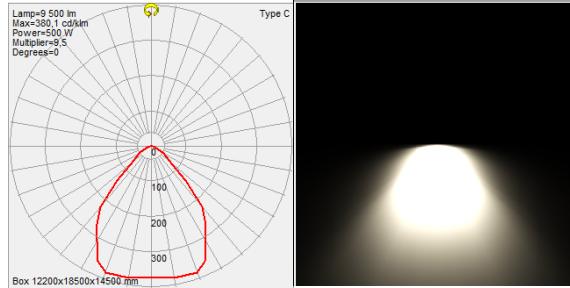 Lamp=9 500 lm
Type C
Max=380,1 cd/klm
Power=500 W
Multiplier=9,5
Degrees=0
0
100
200
300
Box 12200x18500x14500 mm